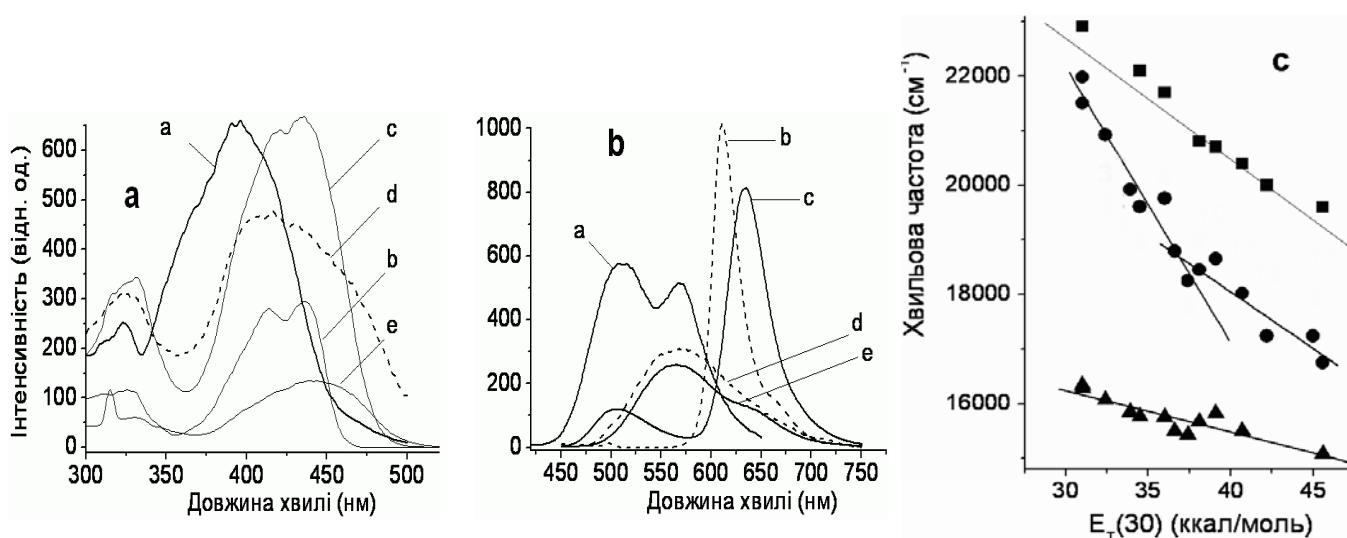 a
a
c
d
b
e
Інтенсивність (відн. од.)
600
500
400
300
200
100
0
300
350
400
450
500
Довжина хвилі (нм)
b
a
b
c
d
e
1000
800
600
400
200
0
450
500
550
600
650
700
750
Довжина хвилі (нм)
c
Хвильова частота (см⁻¹)
22000
20000
18000
16000
30
35
40
45
E_T(30) (ккал/моль)